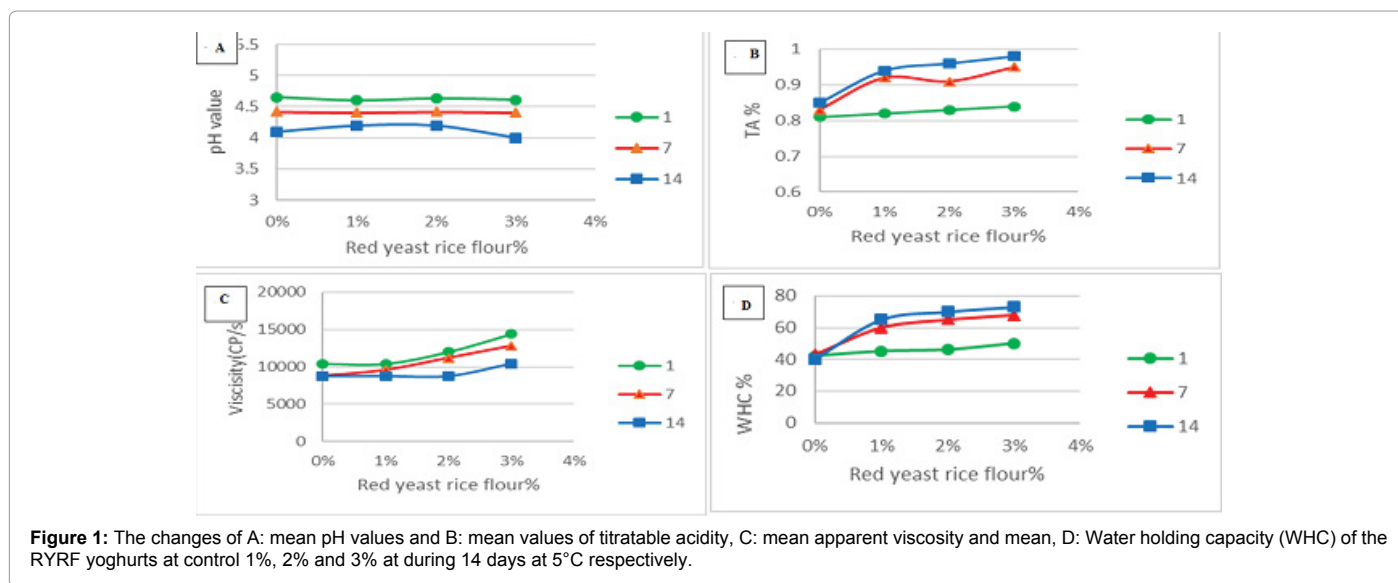 A
5.5
5
4.5
4
3.5
3
pH value
0% 1% 2% 3% 4%
Red yeast rice flour%
1
7
14
B
1
0.9
0.8
0.7
0.6
TA %
0% 1% 2% 3% 4%
Red yeast rice flour%
1
7
14
C
20000
15000
10000
5000
0
Viscisity(CP/s)
0% 1% 2% 3% 4%
Red yeast rice flour%
1
7
14
D
80
60
40
20
0
WHC %
0% 1% 2% 3% 4%
Red yeast rice flour%
1
7
14
Figure 1: The changes of A: mean pH values and B: mean values of titratable acidity, C: mean apparent viscosity and mean, D: Water holding capacity (WHC) of the
RYRF yoghurts at control 1%, 2% and 3% at during 14 days at 5°C respectively.